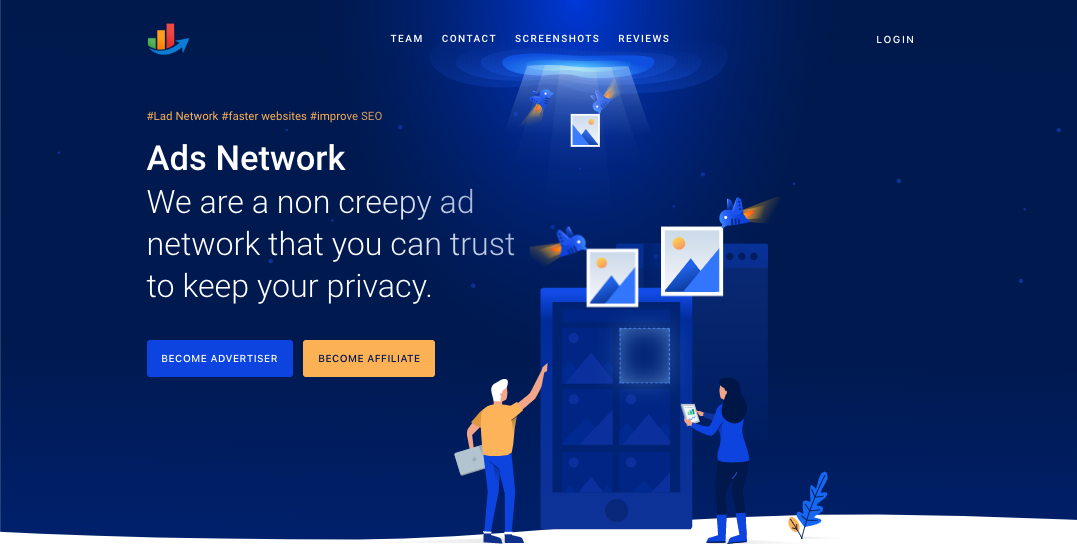 TEAM CONTACT SCREENSHOTS REVIEWS LOGIN
#Lad Network #faster websites #improve SEO
Ads Network
We are a non creepy ad
network that you can trust
to keep your privacy.
BECOME ADVERTISER BECOME AFFILIATE